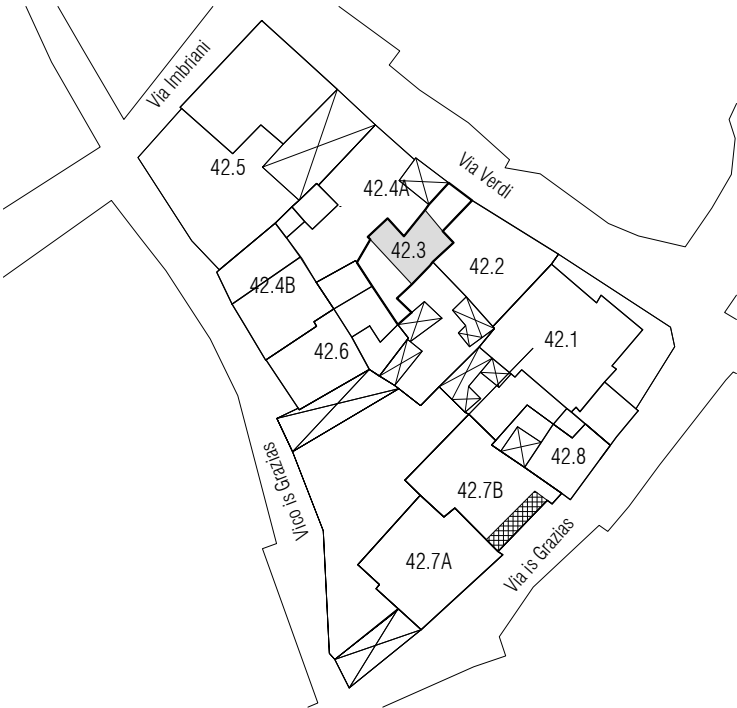 Via Imbriani
Via Verdi
42.5
42.4A
42.3
42.2
42.4B
42.1
42.6
42.8
Vico is Grazias
42.7B
Via is Grazias
42.7A